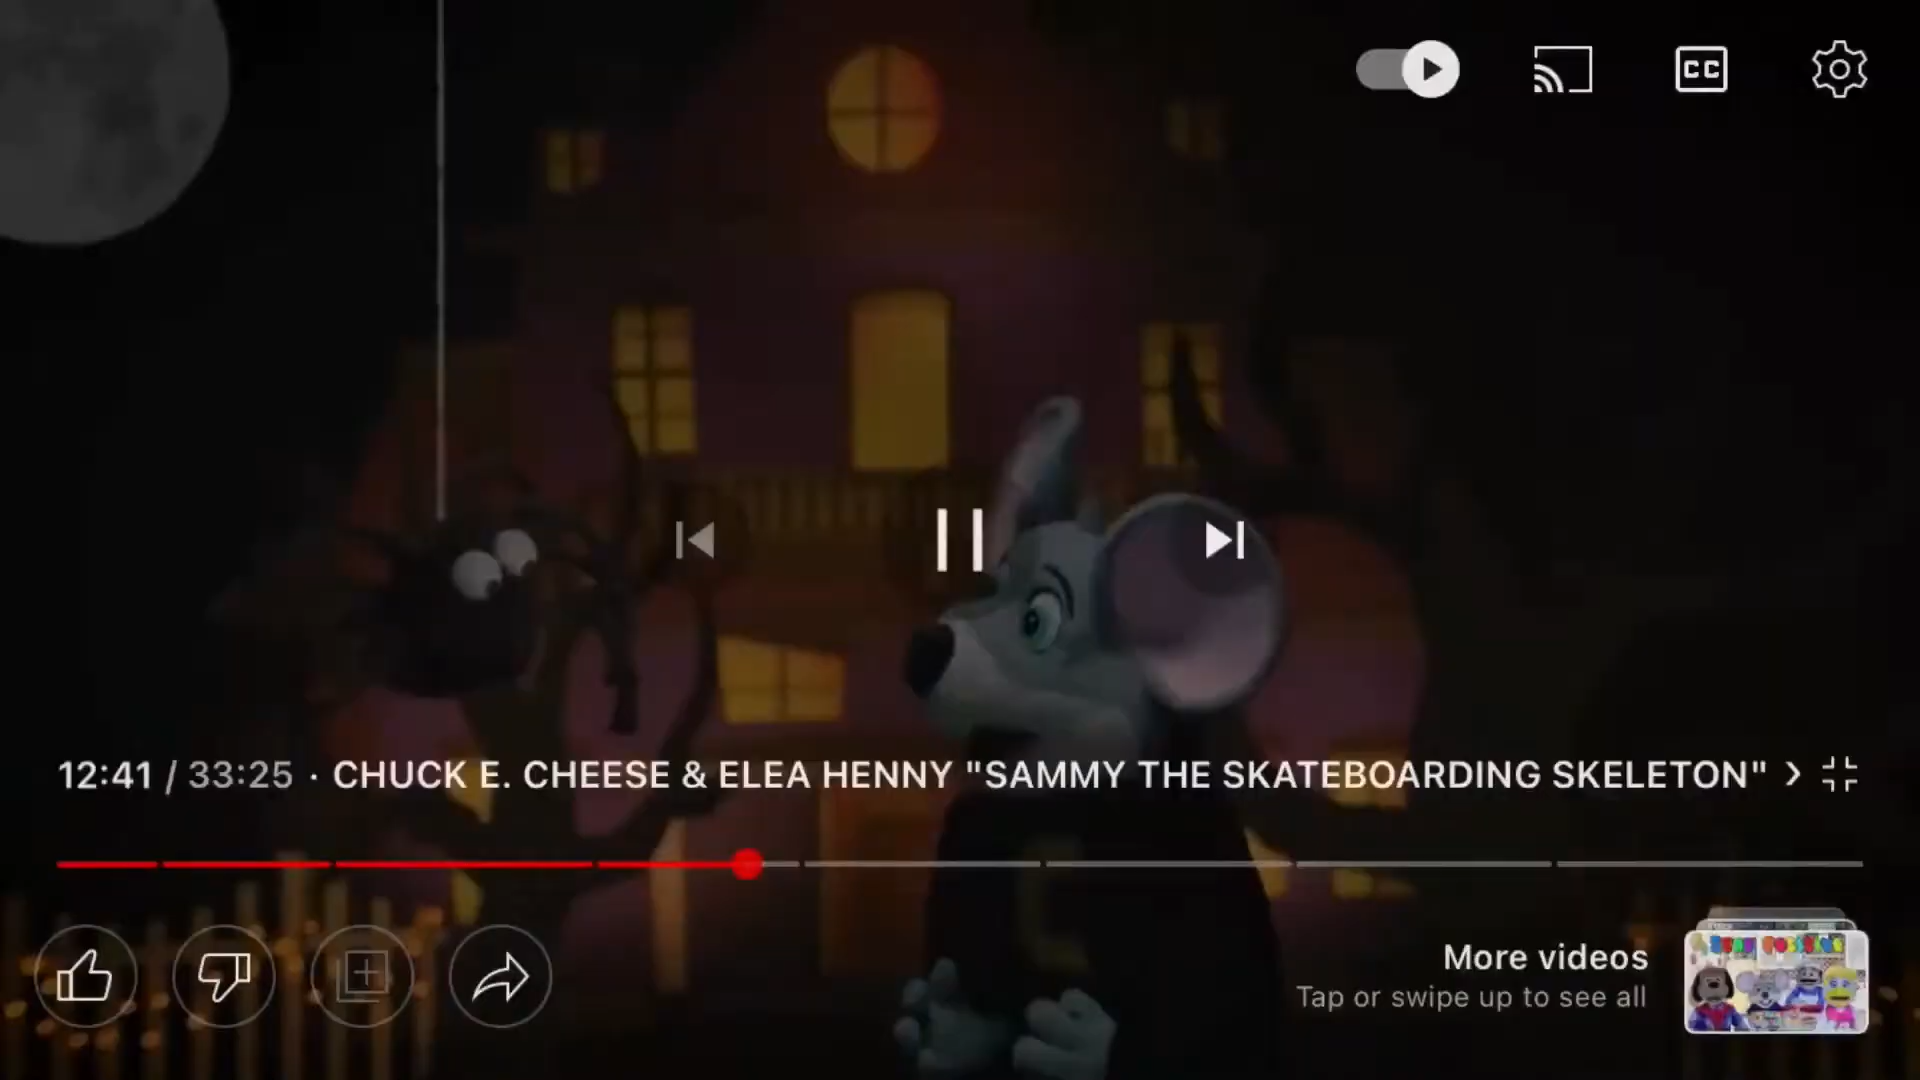 CC
12:41 / 33:25 · CHUCK E. CHEESE & ELEA HENNY "SAMMY THE SKATEBOARDING SKELETON"
More videos
Tap or swipe up to see all